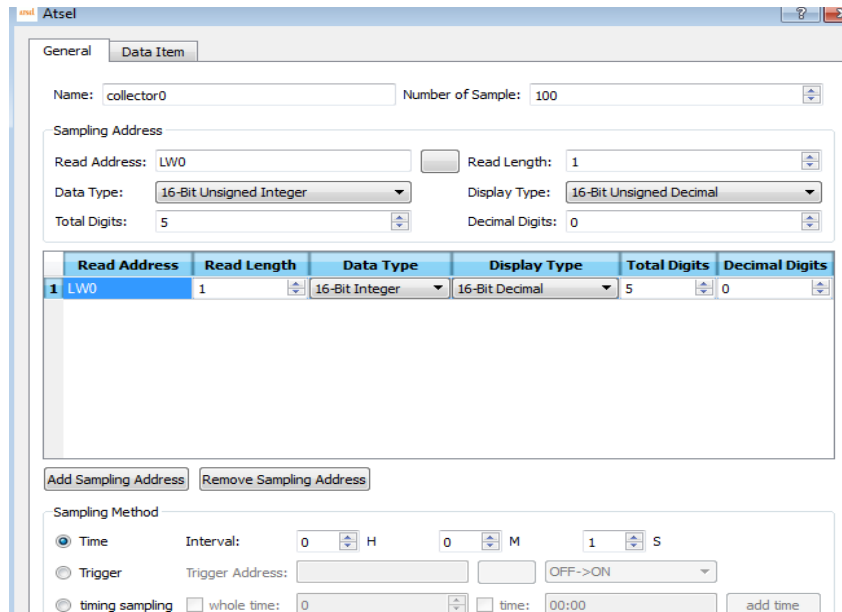 Atsel ?
General Data Item
Name: collector0 Number of Sample: 100
Sampling Address
Read Address: LW0 Read Length: 1
Data Type: 16-Bit Unsigned Integer Display Type: 16-Bit Unsigned Decimal
Total Digits: 5 Decimal Digits: 0
Read Address Read Length Data Type Display Type Total Digits Decimal Digits
1 LW0 1 16-Bit Integer 16-Bit Decimal 5 0
Add Sampling Address Remove Sampling Address
Sampling Method
Time Interval: 0 H 0 M 1 S
Trigger Trigger Address: OFF->ON
timing sampling whole time: 0 time: 00:00 add time